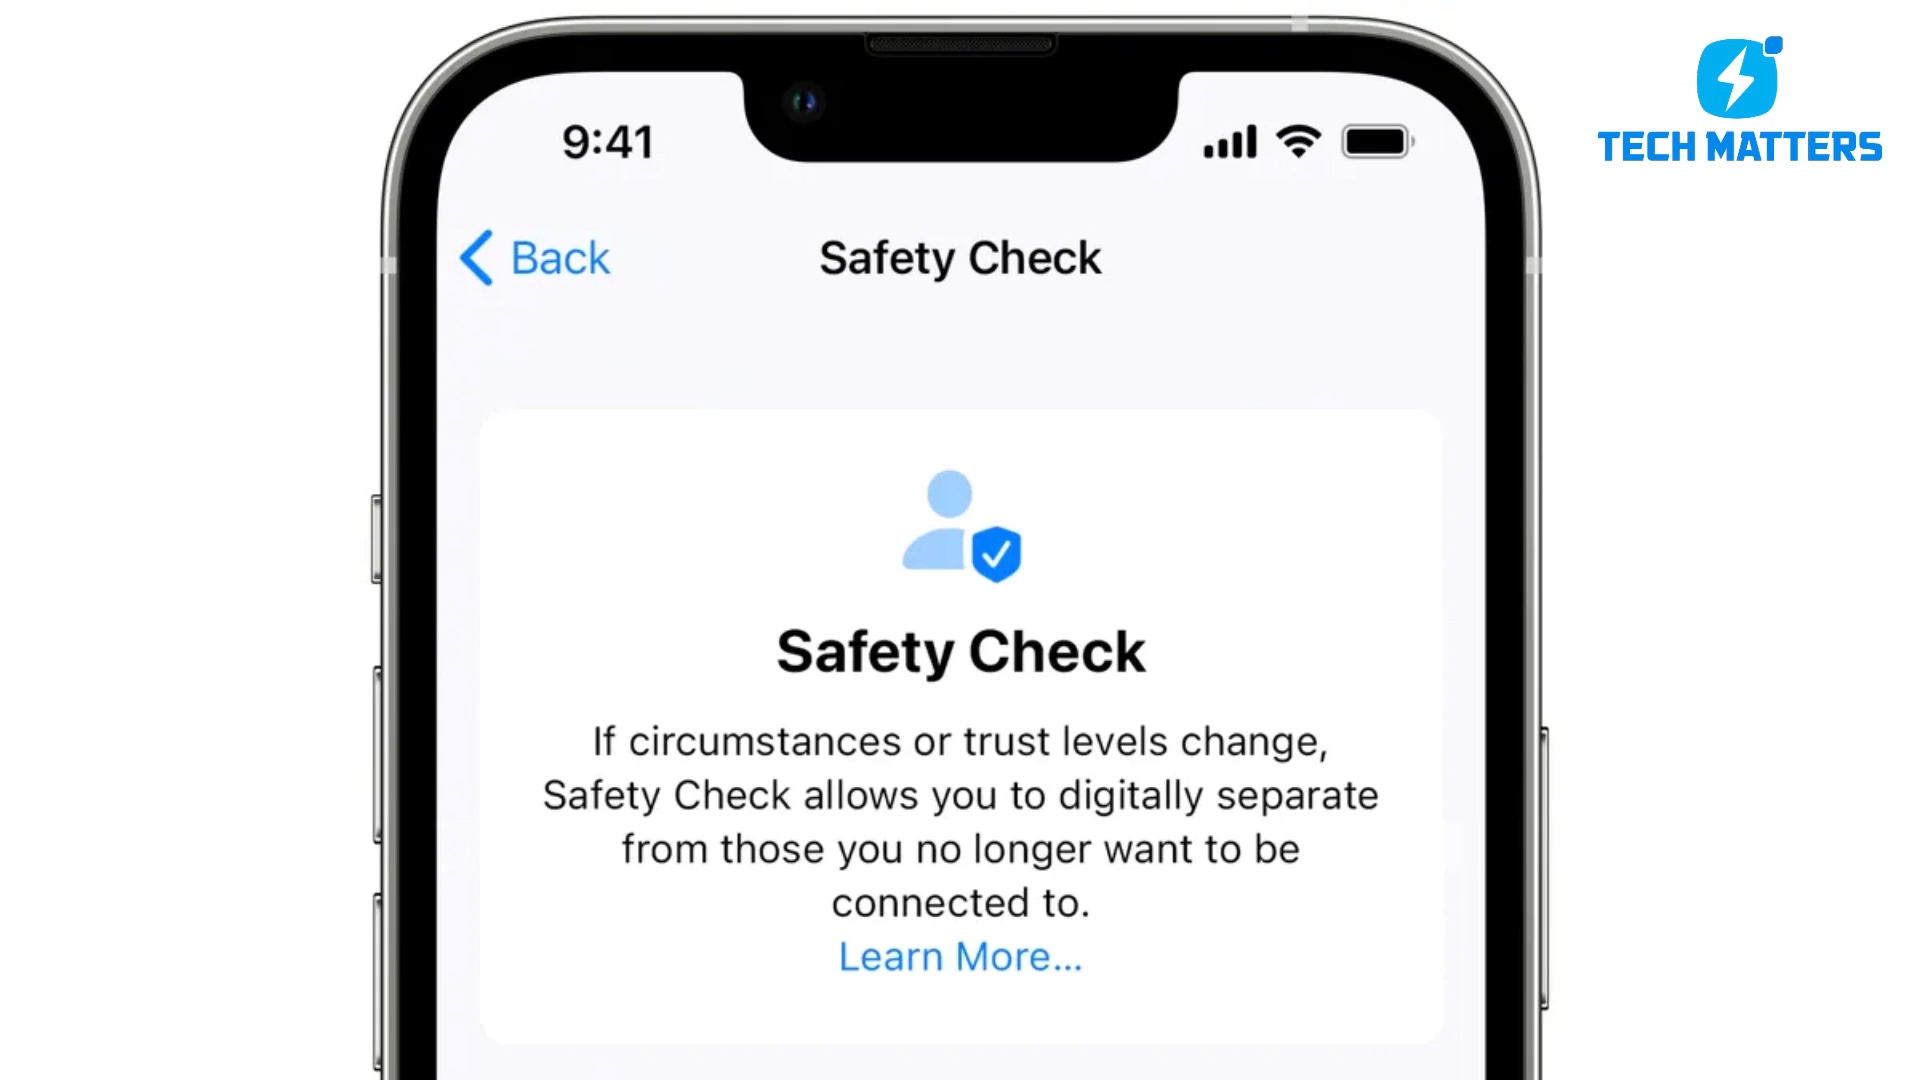 9:41
TECH MATTERS
Back
Safety Check
Safety Check
If circumstances or trust levels change,
Safety Check allows you to digitally separate
from those you no longer want to be
connected to.
Learn More...